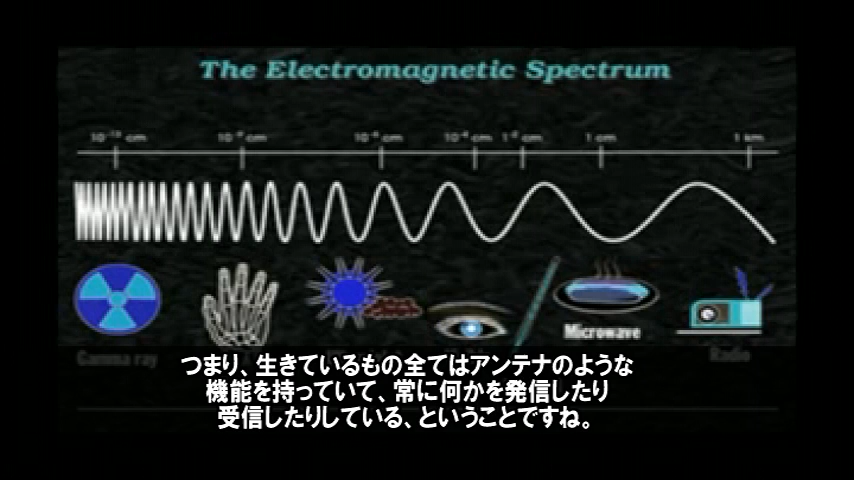 The Electromagnetic Spectrum
1 cm
1 km
Microwave
Gamma ray
Radio
つまり、生きているもの全てはアンテナのような
機能を持っていて、常に何かを発信したり
受信したりしている、ということですね。